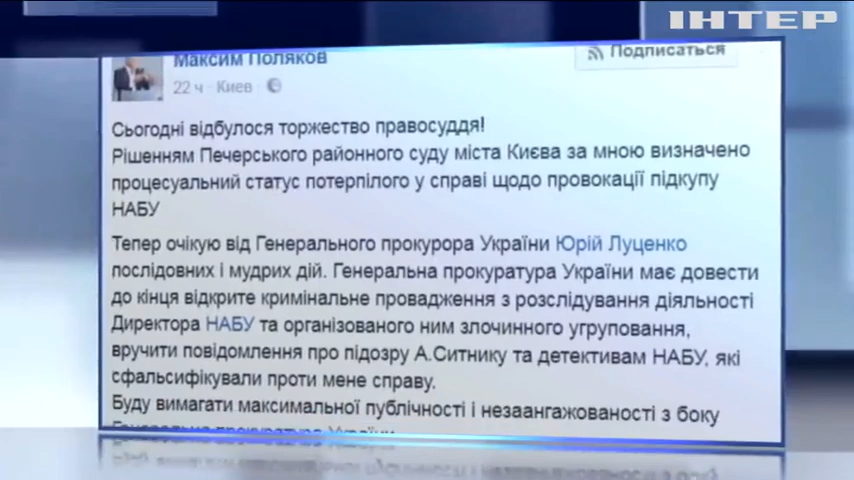 ІНТЕР
Максим Поляков
Подписаться
22 ч · Киев ·
Сьогодні відбулося торжество правосуддя!
Рішенням Печерського районного суду міста Києва за мною визначено
процесуальний статус потерпілого у справі щодо провокації підкупу
НАБУ
Тепер очікую від Генерального прокурора України Юрій Луценко
послідовних і мудрих дій. Генеральна прокуратура України має довести
до кінця відкрите кримінальне провадження з розслідування діяльності
Директора НАБУ та організованого ним злочинного угруповання,
вручити повідомлення про підозру А.Ситнику та детективам НАБУ, які
сфальсифікували проти мене справу.
Буду вимагати максимальної публічності і незаангажованості з боку